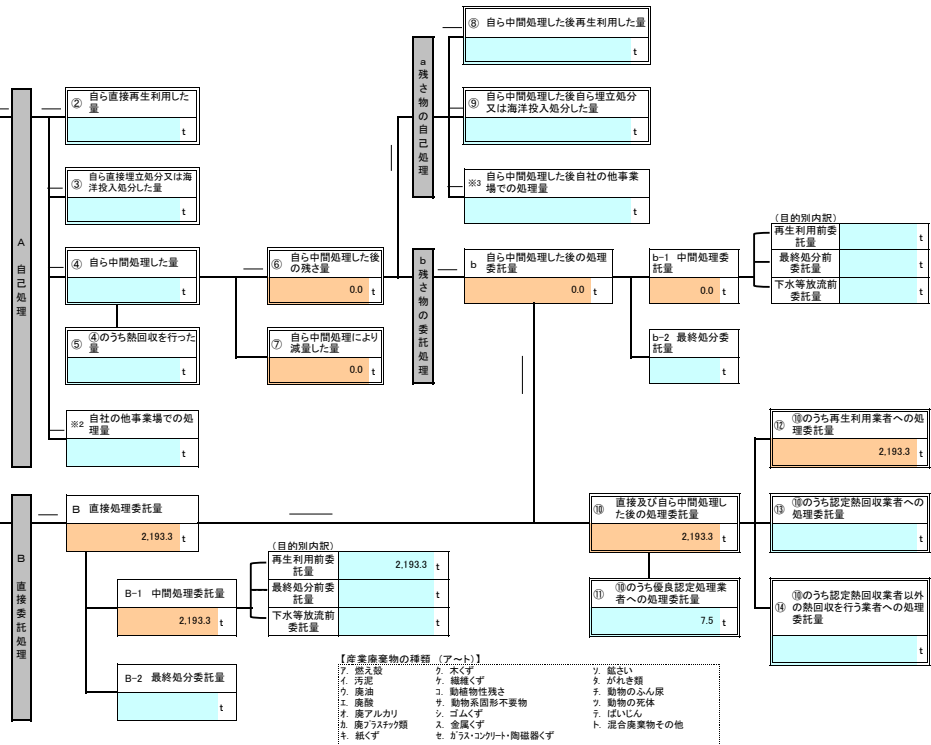 ⑧ 自ら中間処理した後再生利用した量
t
a 残さ物の自己処理
② 自ら直接再生利用した
量
t
⑨ 自ら中間処理した後自ら埋立処分
又は海洋投入処分した量
t
③ 自ら直接埋立処分又は海
洋投入処分した量
t
※3 自ら中間処理した後自社の他事業
場での処理量
t
A 自己処理
④ 自ら中間処理した量
t
⑥ 自ら中間処理した後
の残さ量
0.0 t
b 残さ物の委託処理
b 自ら中間処理した後の処理
委託量
0.0 t
b-1 中間処理委
託量
0.0 t
(目的別内訳)
再生利用前委
託量
t
最終処分前
委託量
t
下水等放流前
委託量
t
⑤ ④のうち熱回収を行った
量
t
⑦ 自ら中間処理により
減量した量
0.0 t
b-2 最終処分委
託量
t
※2 自社の他事業場での処
理量
t
⑫ ⑩のうち再生利用業者への処
理委託量
2,193.3 t
B 直接委託処理
B 直接処理委託量
2,193.3 t
⑩ 直接及び自ら中間処理し
た後の処理委託量
2,193.3 t
⑬ ⑩のうち認定熱回収業者への
処理委託量
t
B-1 中間処理委託量
2,193.3 t
(目的別内訳)
再生利用前委
託量
2,193.3 t
最終処分前委
託量
t
下水等放流前
委託量
t
⑪ ⑩のうち優良認定処理業
者への処理委託量
7.5 t
⑭ ⑩のうち認定熱回収業者以外
の熱回収を行う業者への処理
委託量
t
B-2 最終処分委託量
t
【産業廃棄物の種類 (ア～ト)】
ア. 燃え殻 ク. 木くず ソ. 鉱さい
イ. 汚泥 ケ. 繊維くず タ. がれき類
ウ. 廃油 コ. 動植物性残さ チ. 動物のふん尿
エ. 廃酸 サ. 動物系固形不要物 ツ. 動物の死体
オ. 廃アルカリ シ. ゴムくず テ. ばいじん
カ. 廃プラスチック類 ス. 金属くず ト. 混合廃棄物その他
キ. 紙くず セ. ガラス・コンクリート・陶磁器くず